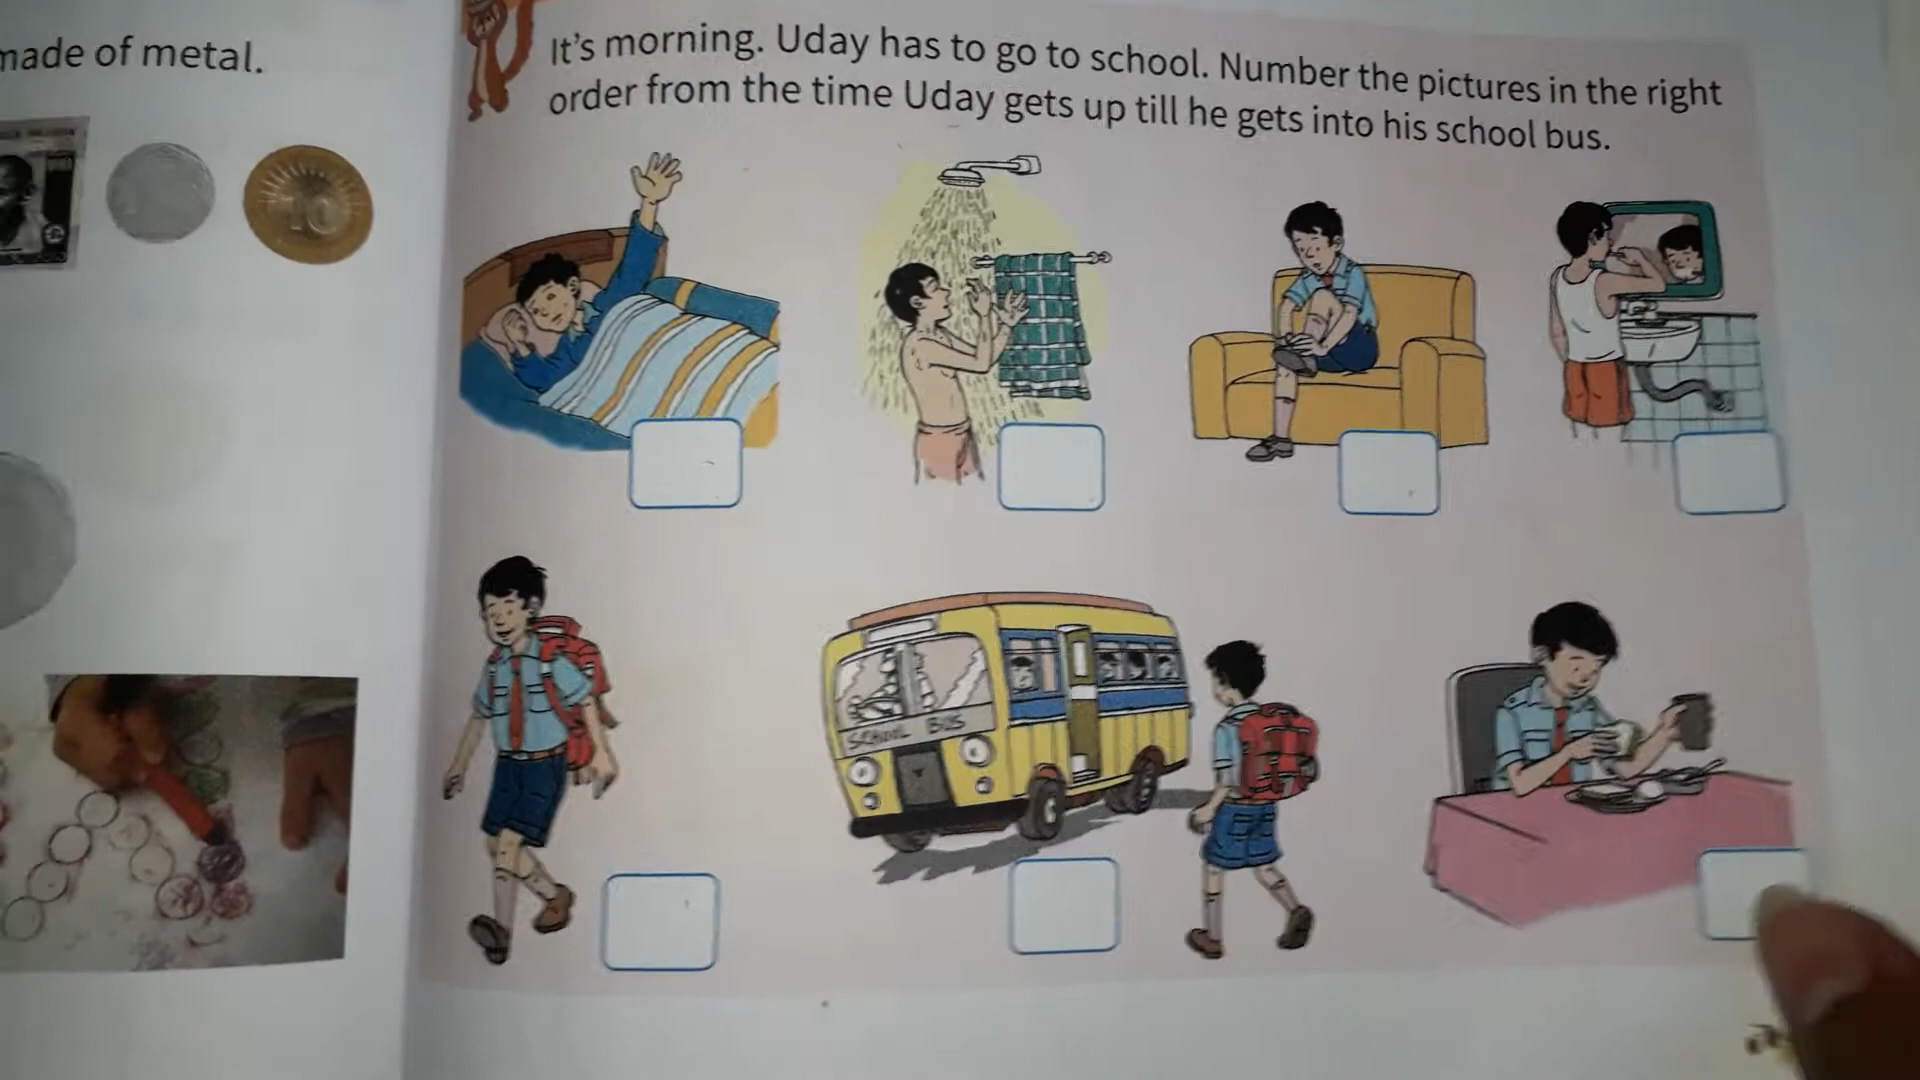 made of metal.
10
It's morning. Uday has to go to school. Number the pictures in the right
order from the time Uday gets up till he gets into his school bus.
SCHOOL BUS